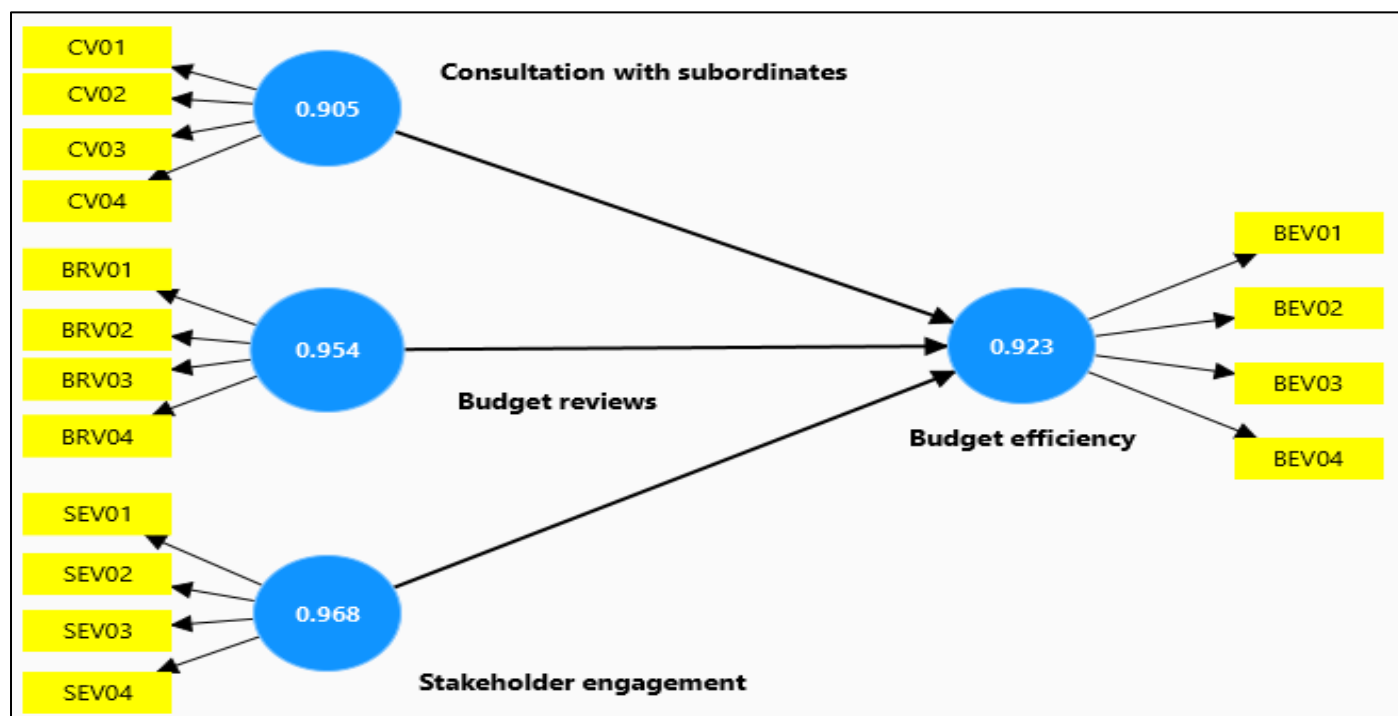 CV01
CV02
CV03
CV04
0.905
Consultation with subordinates
BRV01
BRV02
BRV03
BRV04
0.954
Budget reviews
SEV01
SEV02
SEV03
SEV04
0.968
Stakeholder engagement
0.923
Budget efficiency
BEV01
BEV02
BEV03
BEV04